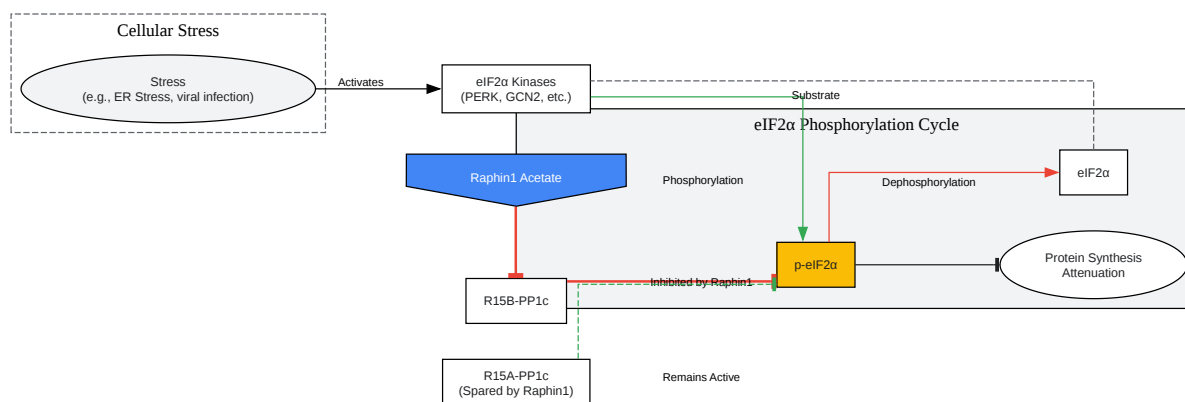 Cellular Stress
Stress
(e.g., ER Stress, viral infection)
Activates
eIF2α Kinases
(PERK, GCN2, etc.)
Substrate
eIF2α Phosphorylation Cycle
Raphin1 Acetate
Phosphorylation
Dephosphorylation
eIF2α
p-eIF2α
Protein Synthesis
Attenuation
Inhibited by Raphin1
R15B-PP1c
R15A-PP1c
(Spared by Raphin1)
Remains Active